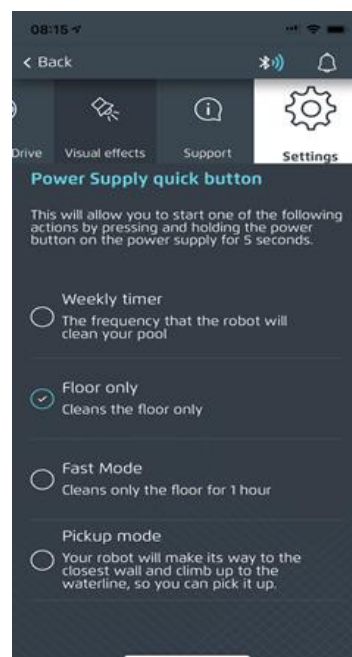 08:15
< Back
Drive Visual effects Support Settings
Power Supply quick button
This will allow you to start one of the following
actions by pressing and holding the power
button on the power supply for 5 seconds.
Weekly timer
The frequency that the robot will
clean your pool
Floor only
Cleans the floor only
Fast Mode
Cleans only the floor for 1 hour
Pickup mode
Your robot will make its way to the
closest wall and climb up to the
waterline, so you can pick it up.